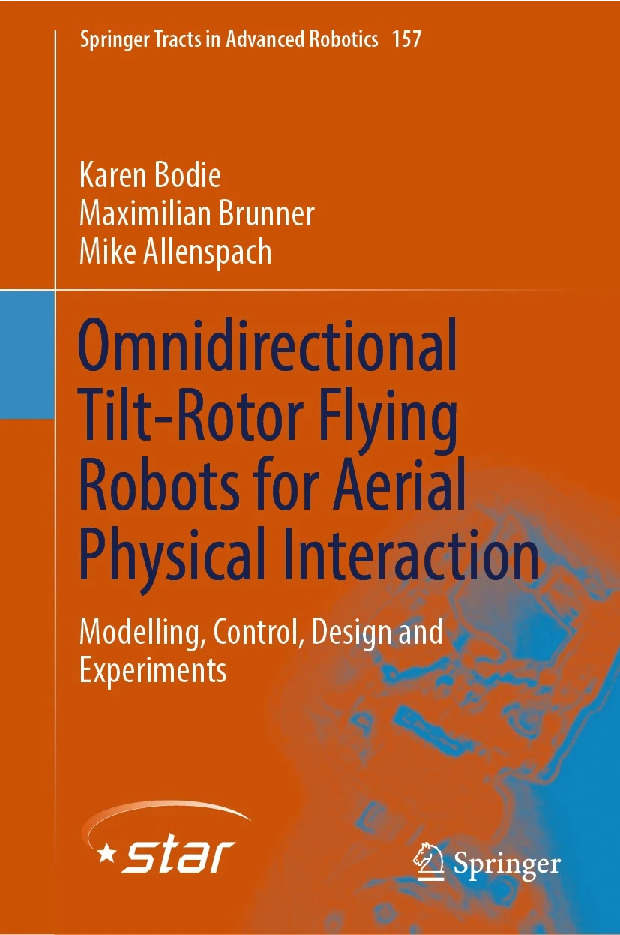 Springer Tracts in Advanced Robotics 157
Karen Bodie
Maximilian Brunner
Mike Allenspach
Omnidirectional
Tilt-Rotor Flying
Robots for Aerial
Physical Interaction
Modelling, Control, Design and
Experiments
star
Springer